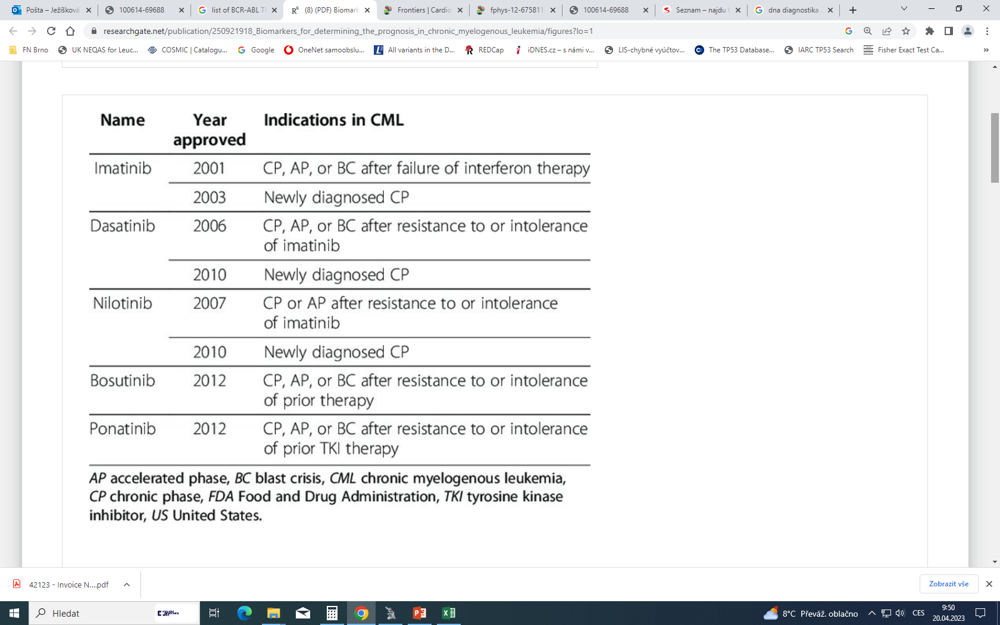 Pošta – Ježíšková
100614-69688
list of BCR-ABL T
(8) (PDF) Biomark
Frontiers | Cardio
fphys-12-675811
100614-69688
Seznam – najdu t
dna diagnostika
researchgate.net/publication/250921918_Biomarkers_for_determining_the_prognosis_in_chronic_myelogenous_leukemia/figures?lo=1
FN Brno
UK NEQAS for Leuc...
COSMIC | Catalogu...
Google
OneNet samoobslu...
All variants in the D...
REDCap
iDNES.cz – s námi v...
LIS-chybné vyúčtov...
The TP53 Database...
IARC TP53 Search
Fisher Exact Test Ca...
Name Year Indications in CML
approved
Imatinib 2001 CP, AP, or BC after failure of interferon therapy
2003 Newly diagnosed CP
Dasatinib 2006 CP, AP, or BC after resistance to or intolerance
of imatinib
2010 Newly diagnosed CP
Nilotinib 2007 CP or AP after resistance to or intolerance
of imatinib
2010 Newly diagnosed CP
Bosutinib 2012 CP, AP, or BC after resistance to or intolerance
of prior therapy
Ponatinib 2012 CP, AP, or BC after resistance to or intolerance
of prior TKI therapy
AP accelerated phase, BC blast crisis, CML chronic myelogenous leukemia,
CP chronic phase, FDA Food and Drug Administration, TKI tyrosine kinase
inhibitor, US United States.
42123 - Invoice N....pdf
Zobrazit vše
Hledat
8°C Převáž. oblačno
CES
9:50
20.04.2023